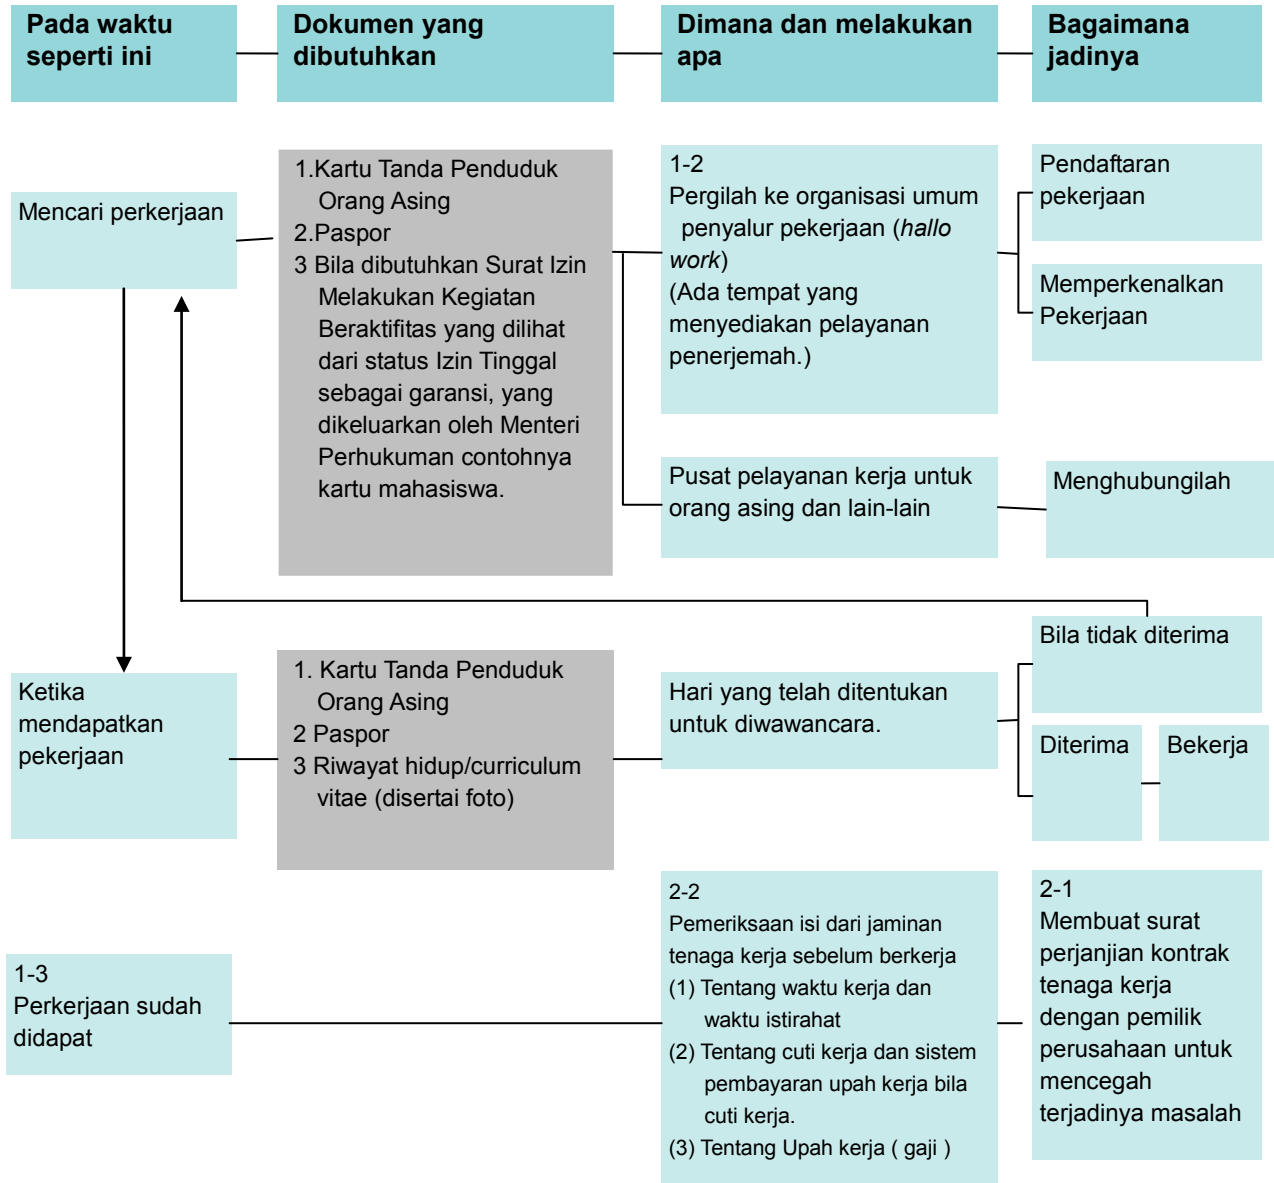 Pada waktu
seperti ini
Dokumen yang
dibutuhkan
Dimana dan melakukan
apa
Bagaimana
jadinya
Mencari perkerjaan
1.Kartu Tanda Penduduk
Orang Asing
2.Paspor
3 Bila dibutuhkan Surat Izin
Melakukan Kegiatan
Beraktifitas yang dilihat
dari status Izin Tinggal
sebagai garansi, yang
dikeluarkan oleh Menteri
Perhukuman contohnya
kartu mahasiswa.
1-2
Pergilah ke organisasi umum
penyalur pekerjaan (hallo
work)
(Ada tempat yang
menyediakan pelayanan
penerjemah.)
Pendaftaran
pekerjaan
Memperkenalkan
Pekerjaan
Pusat pelayanan kerja untuk
orang asing dan lain-lain
Menghubungilah
Ketika
mendapatkan
pekerjaan
1. Kartu Tanda Penduduk
Orang Asing
2 Paspor
3 Riwayat hidup/curriculum
vitae (disertai foto)
Hari yang telah ditentukan
untuk diwawancara.
Bila tidak diterima
Diterima
Bekerja
1-3
Perkerjaan sudah
didapat
2-2
Pemeriksaan isi dari jaminan
tenaga kerja sebelum berkerja
(1) Tentang waktu kerja dan
waktu istirahat
(2) Tentang cuti kerja dan sistem
pembayaran upah kerja bila
cuti kerja.
(3) Tentang Upah kerja ( gaji )
2-1
Membuat surat
perjanjian kontrak
tenaga kerja
dengan pemilik
perusahaan untuk
mencegah
terjadinya masalah